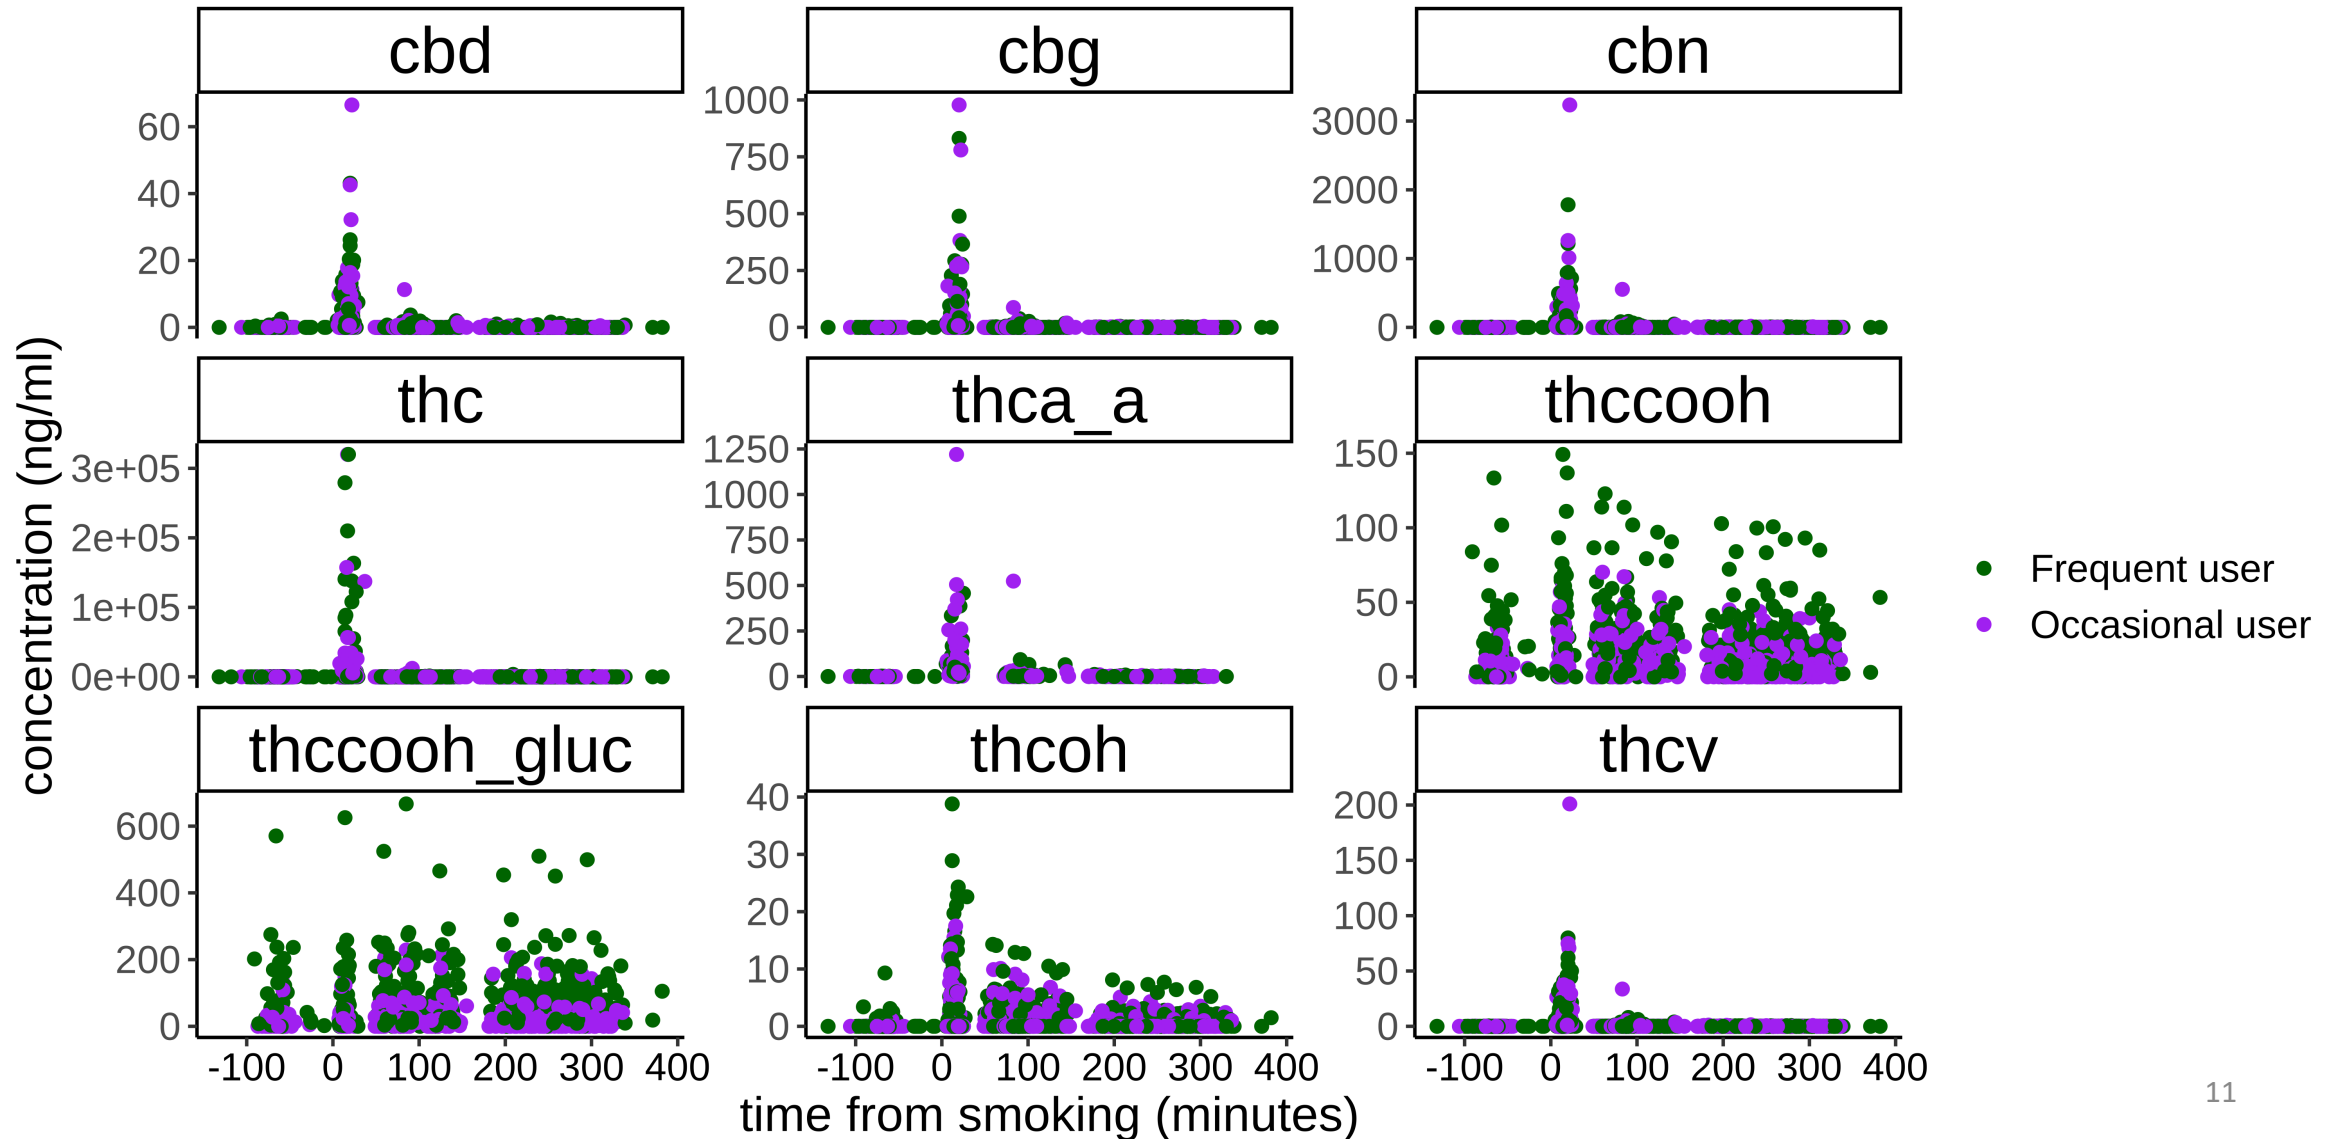 cbd
cbg
cbn
60
40
20
0
1000
750
500
250
0
3000
2000
1000
0
thc
thca_a
thccooh
3e+05
2e+05
1e+05
0e+00
1250
1000
750
500
250
0
150
100
50
0
thccooh_gluc
thcoh
thcv
600
400
200
0
40
30
20
10
0
200
150
100
50
0
-100 0 100 200 300 400
-100 0 100 200 300 400
-100 0 100 200 300 400
time from smoking (minutes)
concentration (ng/ml)
Frequent user
Occasional user
11